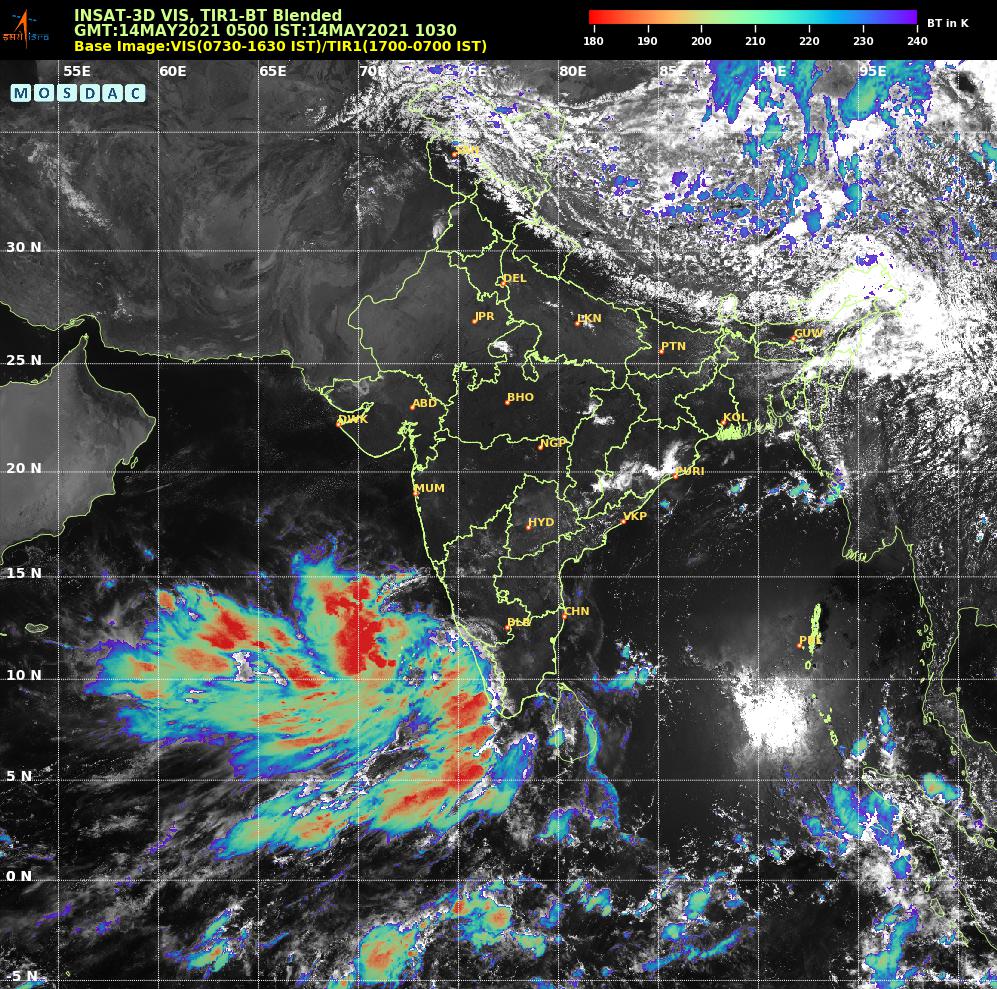 INSAT-3D VIS, TIR1-BT Blended
GMT:14MAY2021 0500 IST:14MAY2021 1030
Base Image:VIS(0730-1630 IST)/TIR1(1700-0700 IST)
BT in K
180 190 200 210 220 230 240
55E 60E 65E 70E 75E 80E 85E 90E 95E
MOSDAC
30 N
DEL
JPR
LKN
GUW
PTN
25 N
BHO
ABD
DWK
KOL
NGP
20 N
PURI
MUM
VKP
HYD
15 N
CHN
BLR
10 N
5 N
0 N
-5 N